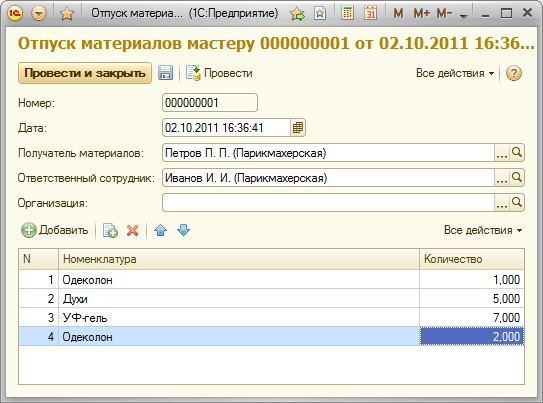 1С Отпуск материа... (1С:Предприятие) 31 M M+ M-
Отпуск материалов мастеру 000000001 от 02.10.2011 16:36...
Провести и закрыть Провести Все действия ?
Номер: 000000001
Дата: 02.10.2011 16:36:41
Получатель материалов: Петров П. П. (Парикмахерская) ...
Ответственный сотрудник: Иванов И. И. (Парикмахерская) ...
Организация: ...
Добавить Все действия
N Номенклатура Количество
1 Одеколон 1,000
2 Духи 5,000
3 УФ-гель 7,000
4 Одеколон 2,000